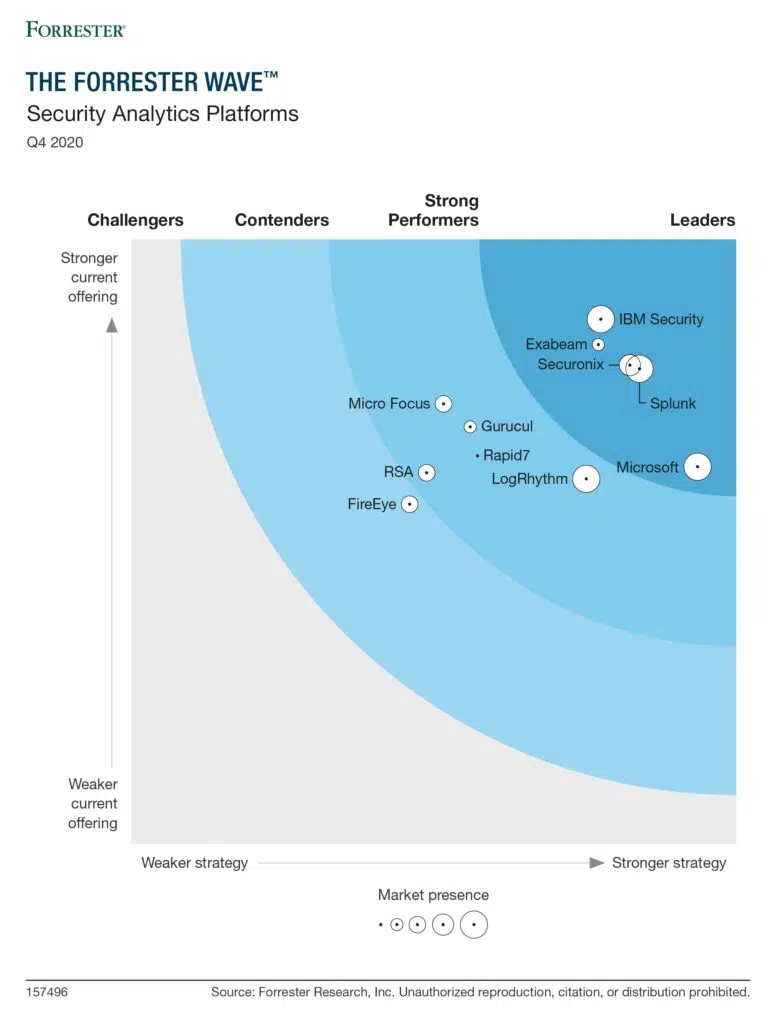 FORRESTER®
THE FORRESTER WAVE™
Security Analytics Platforms
Q4 2020
Challengers
Contenders
Strong
Performers
Leaders
Stronger
current
offering
IBM Security
Exabeam
Securonix
Splunk
Micro Focus
Gurucul
Rapid7
RSA
LogRhythm
Microsoft
FireEye
Weaker
current
offering
Weaker strategy
Stronger strategy
Market presence
157496
Source: Forrester Research, Inc. Unauthorized reproduction, citation, or distribution prohibited.